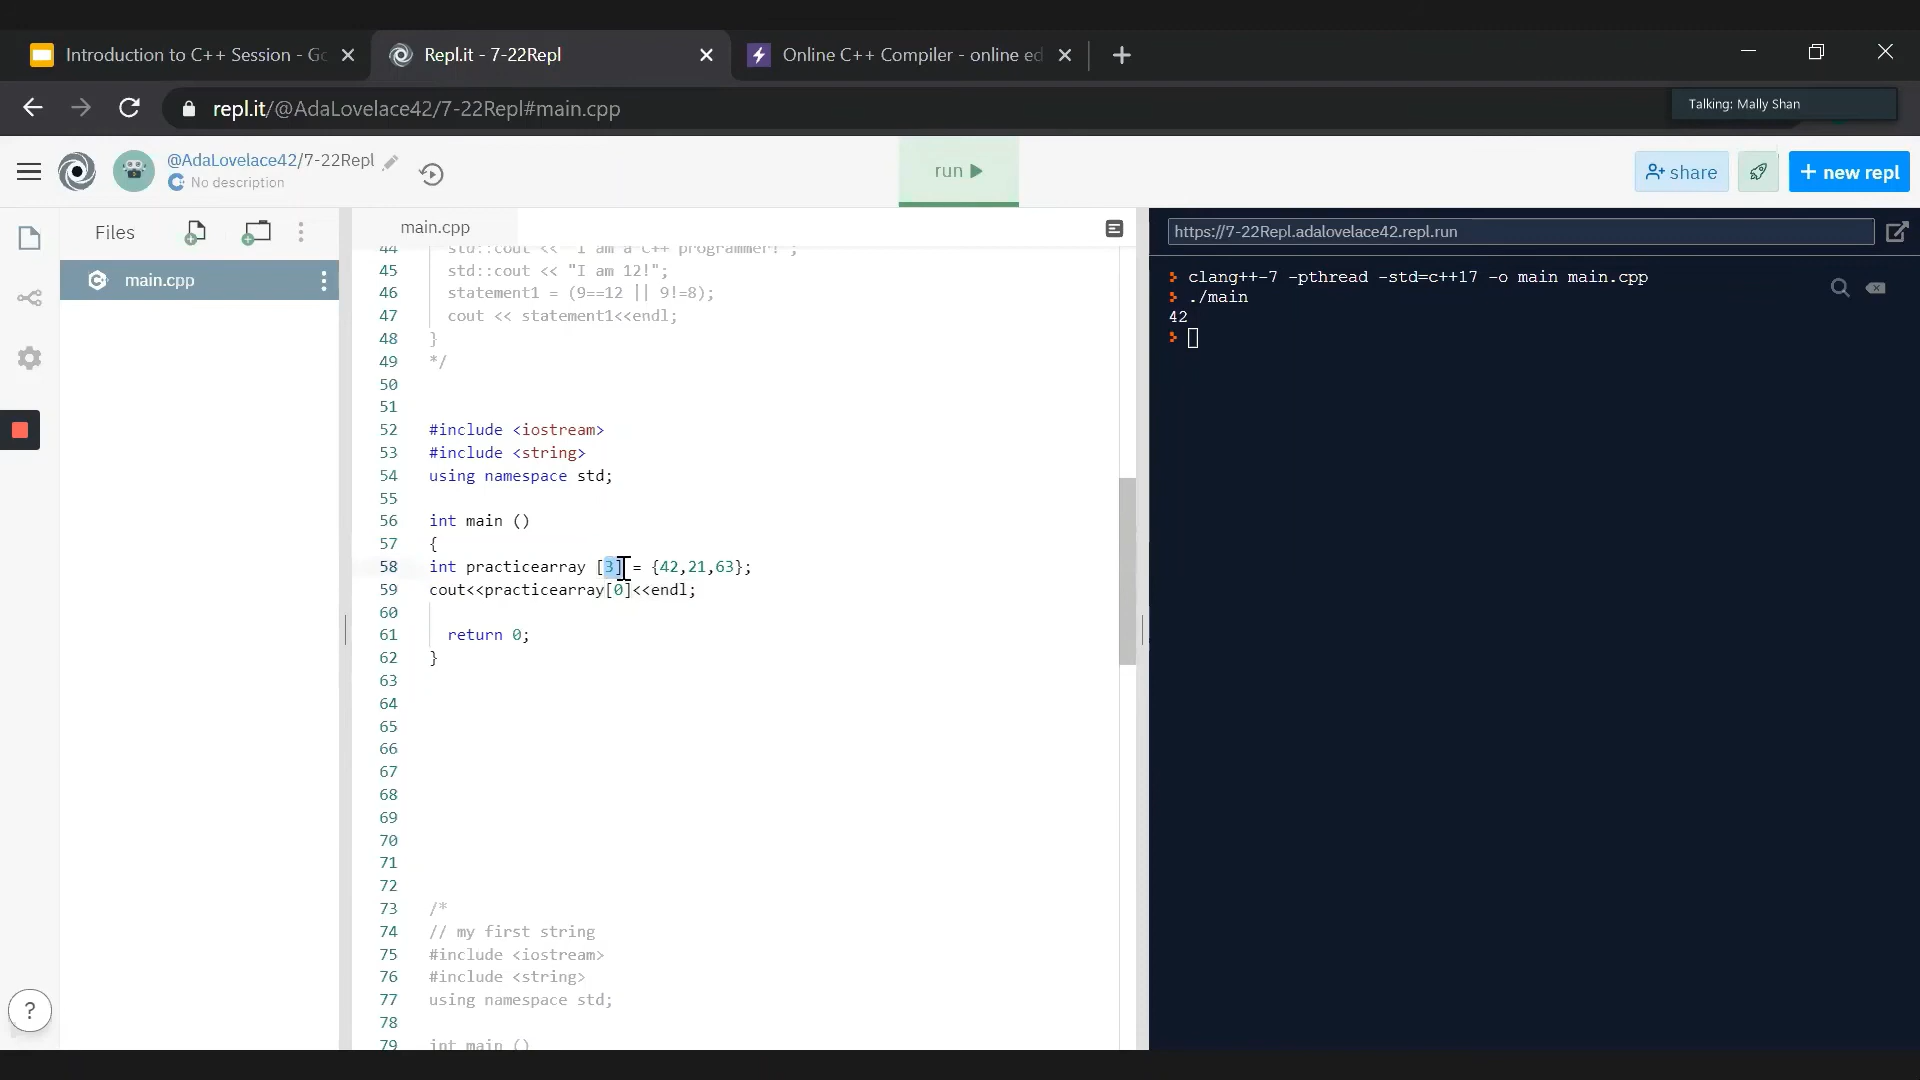 Introduction to C++ Session - Go
Repl.it - 7-22Repl
Online C++ Compiler - online ed
repl.it/@AdaLovelace42/7-22Repl#main.cpp
Talking: Mally Shan
@AdaLovelace42/7-22Repl
No description
run
share
+ new repl
Files
main.cpp
main.cpp
https://7-22Repl.adalovelace42.repl.run
44 std::cout << "I am a C++ programmer!";
45 std::cout << "I am 12!";
46 statement1 = (9==12 || 9!=8);
47 cout << statement1<<endl;
48 }
49 */
50
51
52 #include <iostream>
53 #include <string>
54 using namespace std;
55
56 int main ()
57 {
58 int practicearray [3] = {42,21,63};
59 cout<<practicearray[0]<<endl;
60
61 return 0;
62 }
63
64
65
66
67
68
69
70
71
72
73 /*
74 // my first string
75 #include <iostream>
76 #include <string>
77 using namespace std;
78
79 int main ()
clang++-7 -pthread -std=c++17 -o main main.cpp
./main
42
?